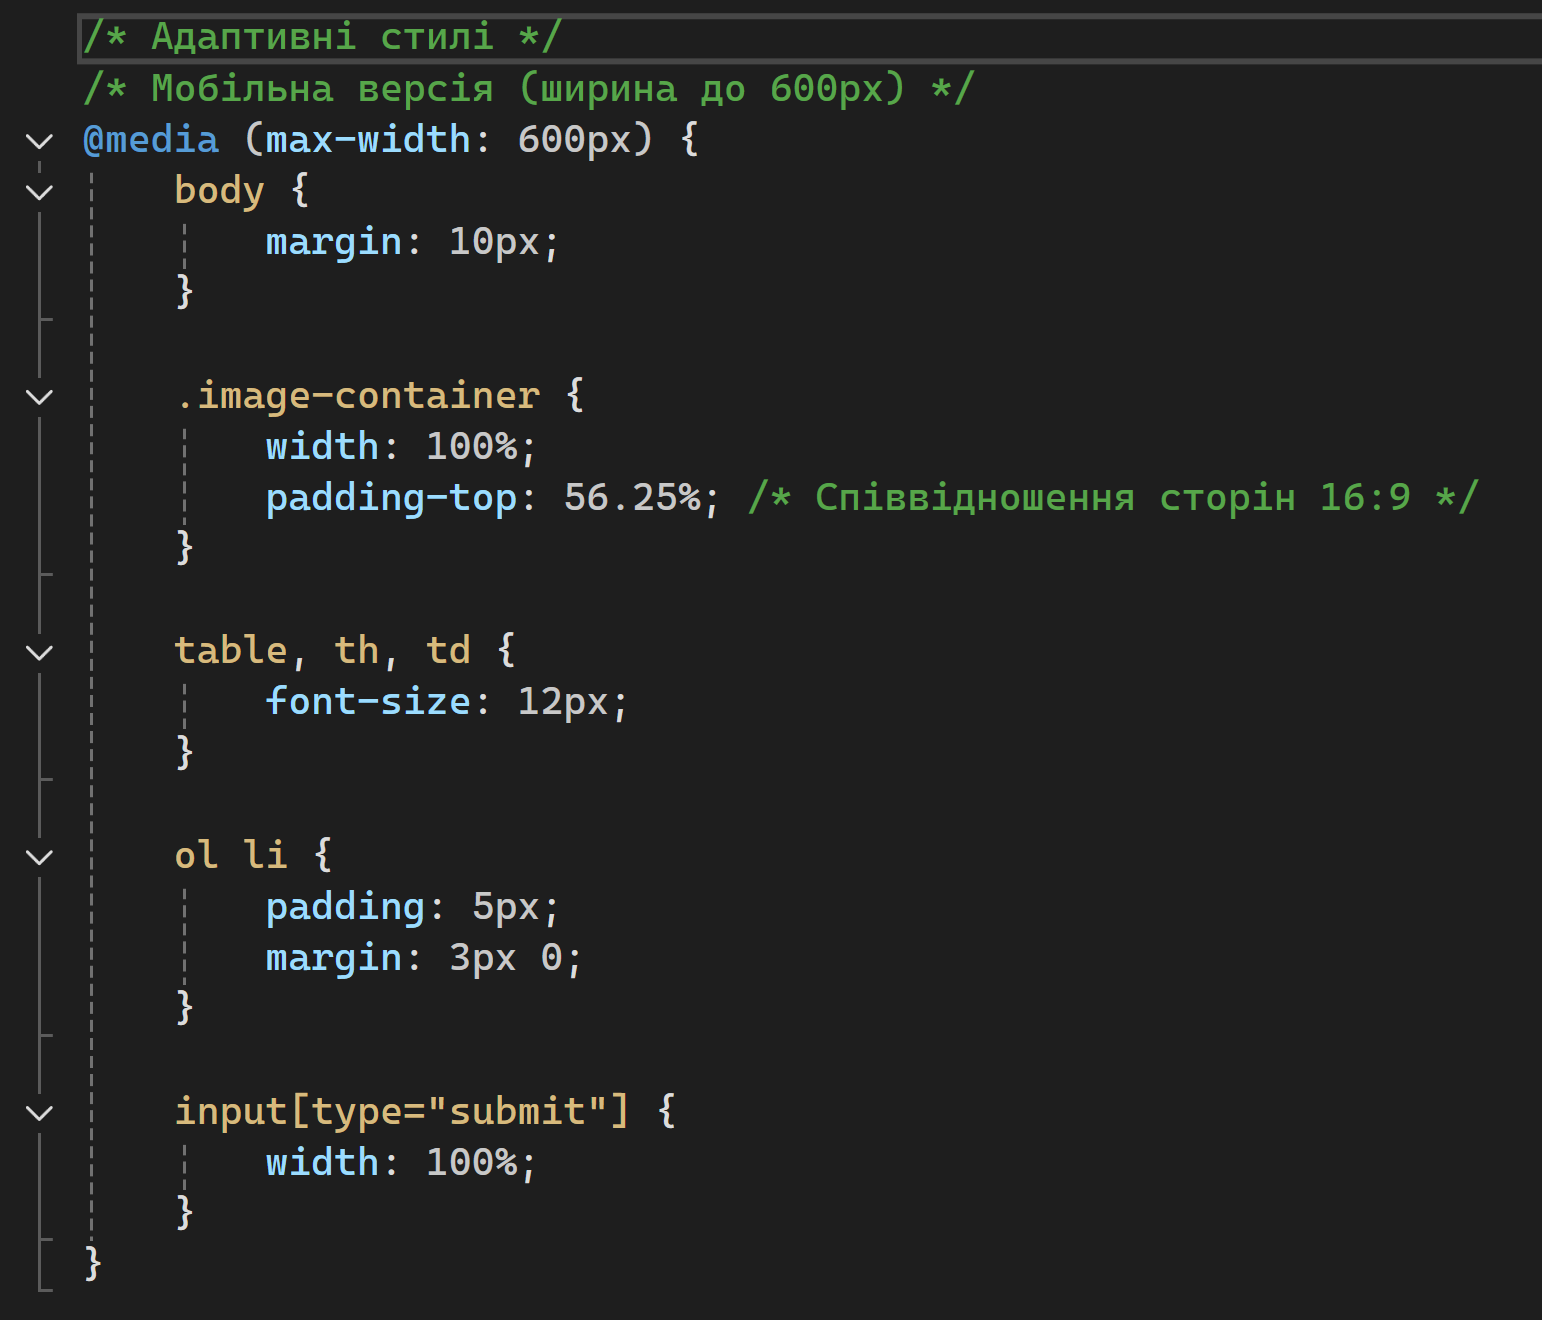 /* Адаптивні стилі */
/* Мобільна версія (ширина до 600px) */
@media (max-width: 600px) {
    body {
        margin: 10px;
    }

    .image-container {
        width: 100%;
        padding-top: 56.25%; /* Співвідношення сторін 16:9 */
    }

    table, th, td {
        font-size: 12px;
    }

    ol li {
        padding: 5px;
        margin: 3px 0;
    }

    input[type="submit"] {
        width: 100%;
    }
}